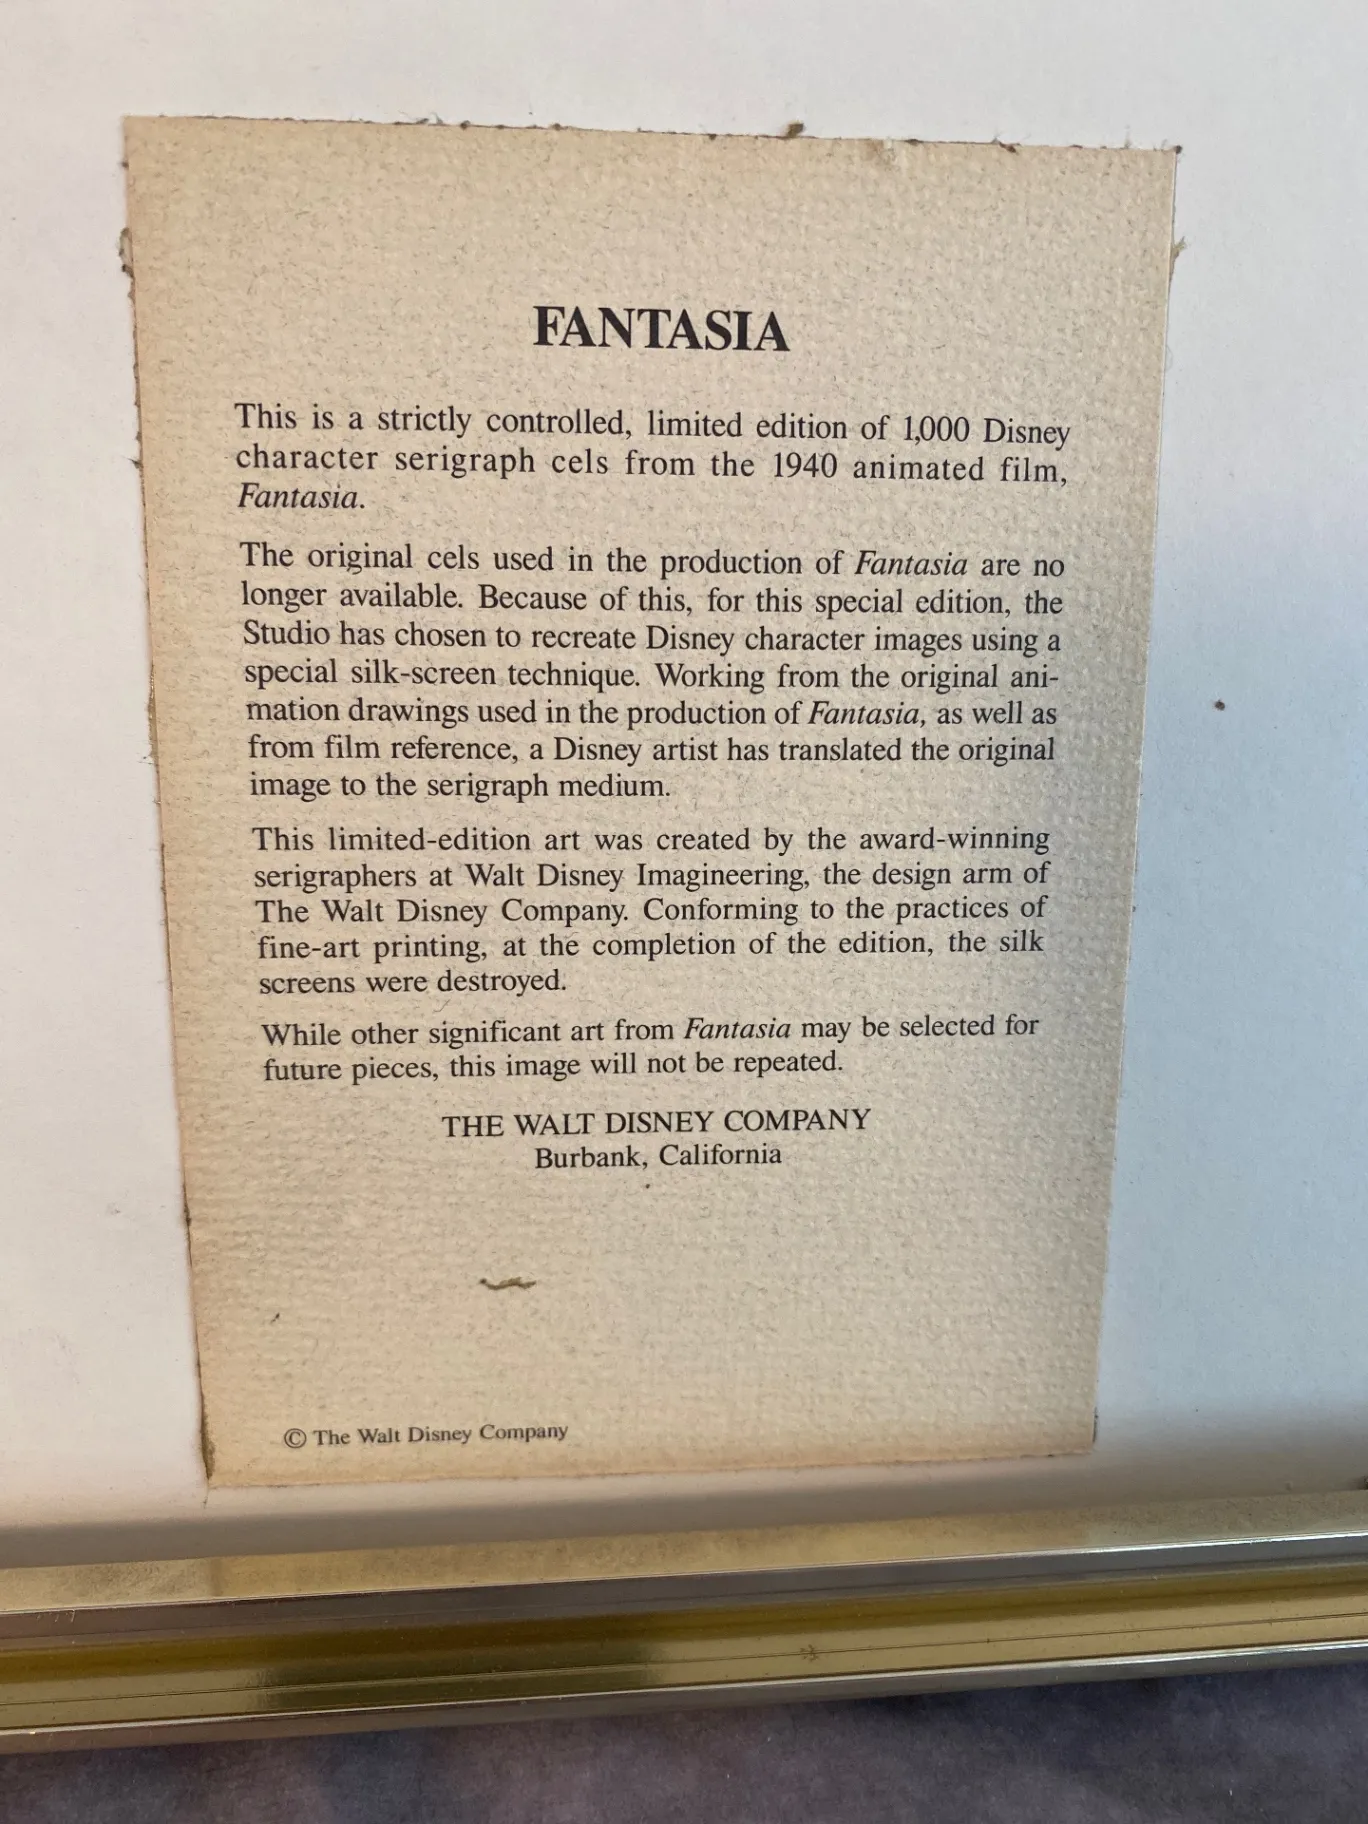 FANTASIA
This is a strictly controlled, limited edition of 1,000 Disney
character serigraph cels from the 1940 animated film,
Fantasia.
The original cels used in the production of Fantasia are no
longer available. Because of this, for this special edition, the
Studio has chosen to recreate Disney character images using a
special silk-screen technique. Working from the original ani-
mation drawings used in the production of Fantasia, as well as
from film reference, a Disney artist has translated the original
image to the serigraph medium.
This limited-edition art was created by the award-winning
serigraphers at Walt Disney Imagineering, the design arm of
The Walt Disney Company. Conforming to the practices of
fine-art printing, at the completion of the edition, the silk
screens were destroyed.
While other significant art from Fantasia may be selected for
future pieces, this image will not be repeated.
THE WALT DISNEY COMPANY
Burbank, California
© The Walt Disney Company